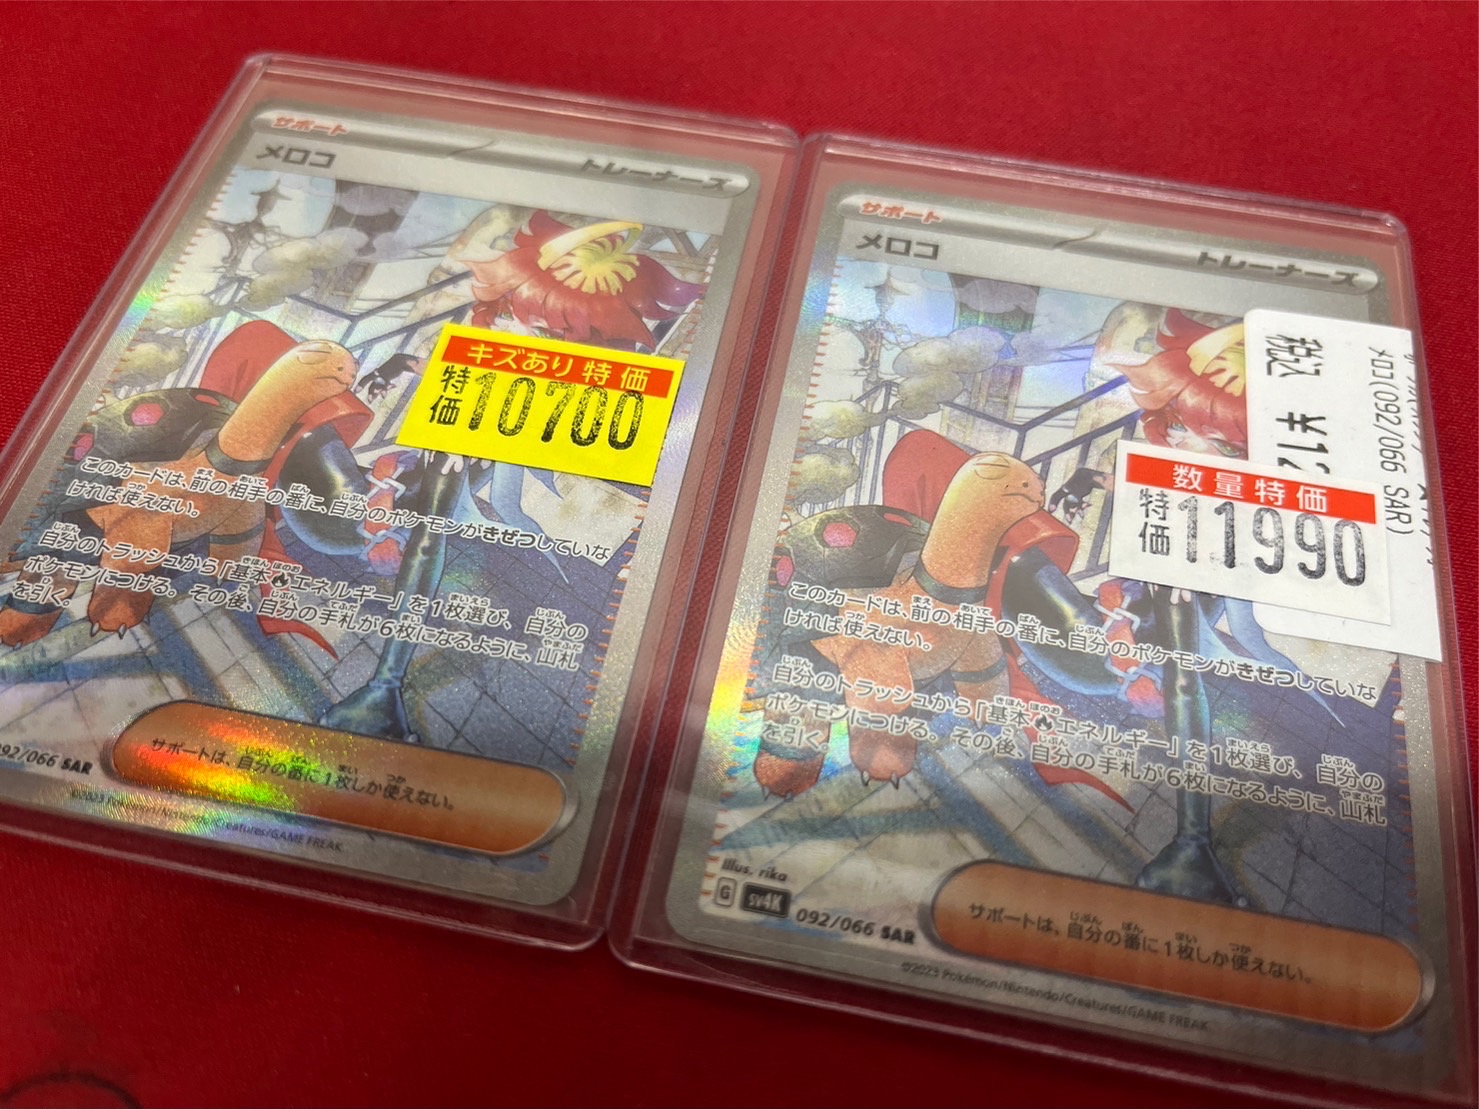 サポート
メロコ
トレーナーズ
キズあり特価
特価 10700
このカードは、前の相手の番に、自分のポケモンがきぜつしていな
ければ使えない。
自分のトラッシュから「基本エネルギー」を1枚選び、自分の
ポケモンにつける。その後、自分の手札が6枚になるように、山札
を引く。
092/066 SAR
サポートは、自分の番に1枚しか使えない。
Creatures/GAME FREAK
サポート
メロコ
トレーナーズ
税込 ¥12
メロコ(092/066 SAR)
数量特価
特価 11990
このカードは、前の相手の番に、自分のポケモンがきぜつしていな
ければ使えない。
自分のトラッシュから「基本エネルギー」を1枚選び、自分の
ポケモンにつける。その後、自分の手札が6枚になるように、山札
を引く。
Illus. rika
G SV4K 092/066 SAR
サポートは、自分の番に1枚しか使えない。
©2023 Pokémon/Nintendo/Creatures/GAME FREAK